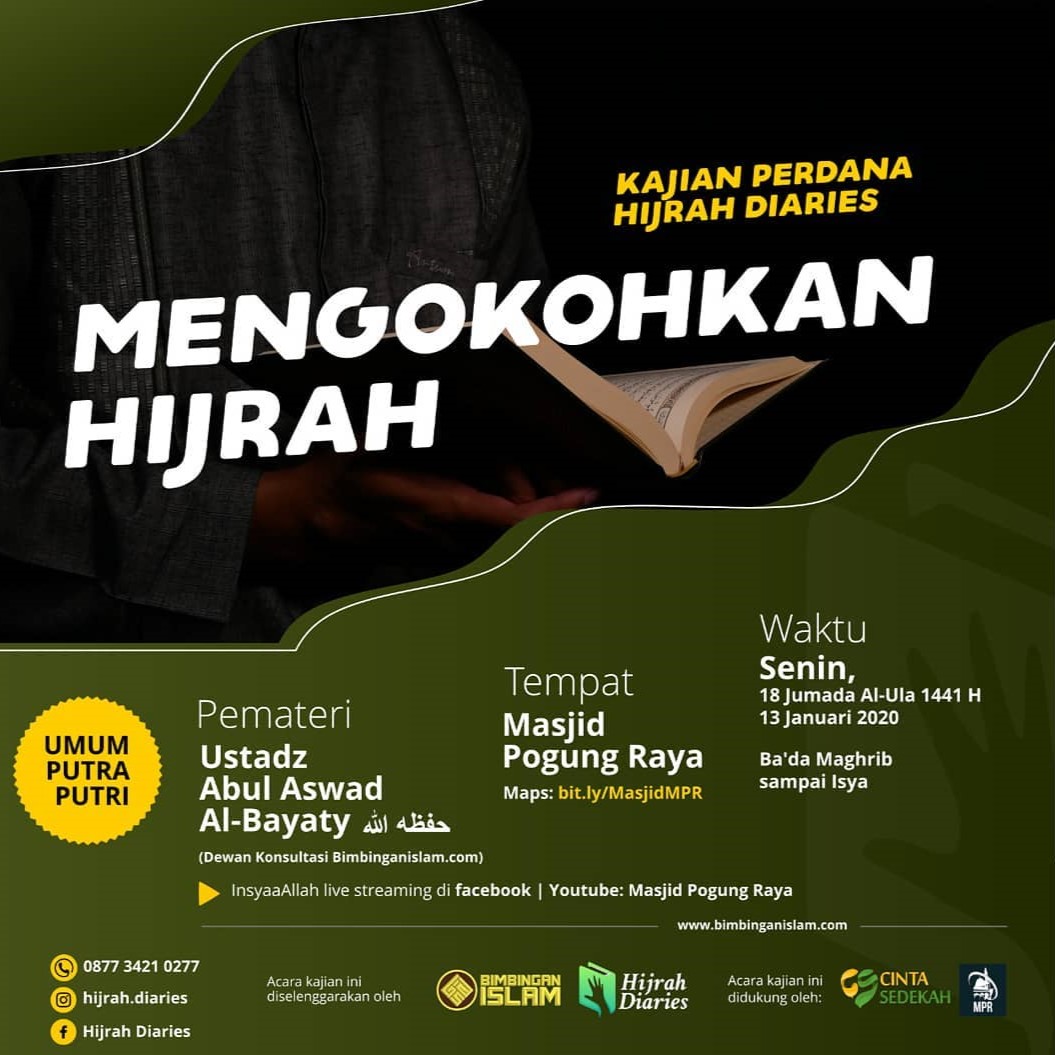 KAJIAN PERDANA
HIJRAH DIARIES
MENGOKOHKAN
HIJRAH
UMUM
PUTRA
PUTRI
Pemateri
Ustadz
Abul Aswad
Al-Bayaty حفظه الله
(Dewan Konsultasi Bimbinganislam.com)
Tempat
Masjid
Pogung Raya
Maps: bit.ly/MasjidMPR
Waktu
Senin,
18 Jumada Al-Ula 1441 H
13 Januari 2020
Ba'da Maghrib
sampai Isya
InsyaaAllah live streaming di facebook | Youtube: Masjid Pogung Raya
www.bimbinganislam.com
0877 3421 0277
hijrah.diaries
Hijrah Diaries
Acara kajian ini
diselenggarakan oleh
BIMBINGAN
ISLAM
Hijrah
Diaries
Acara kajian ini
didukung oleh:
CINTA
SEDEKAH
MPR